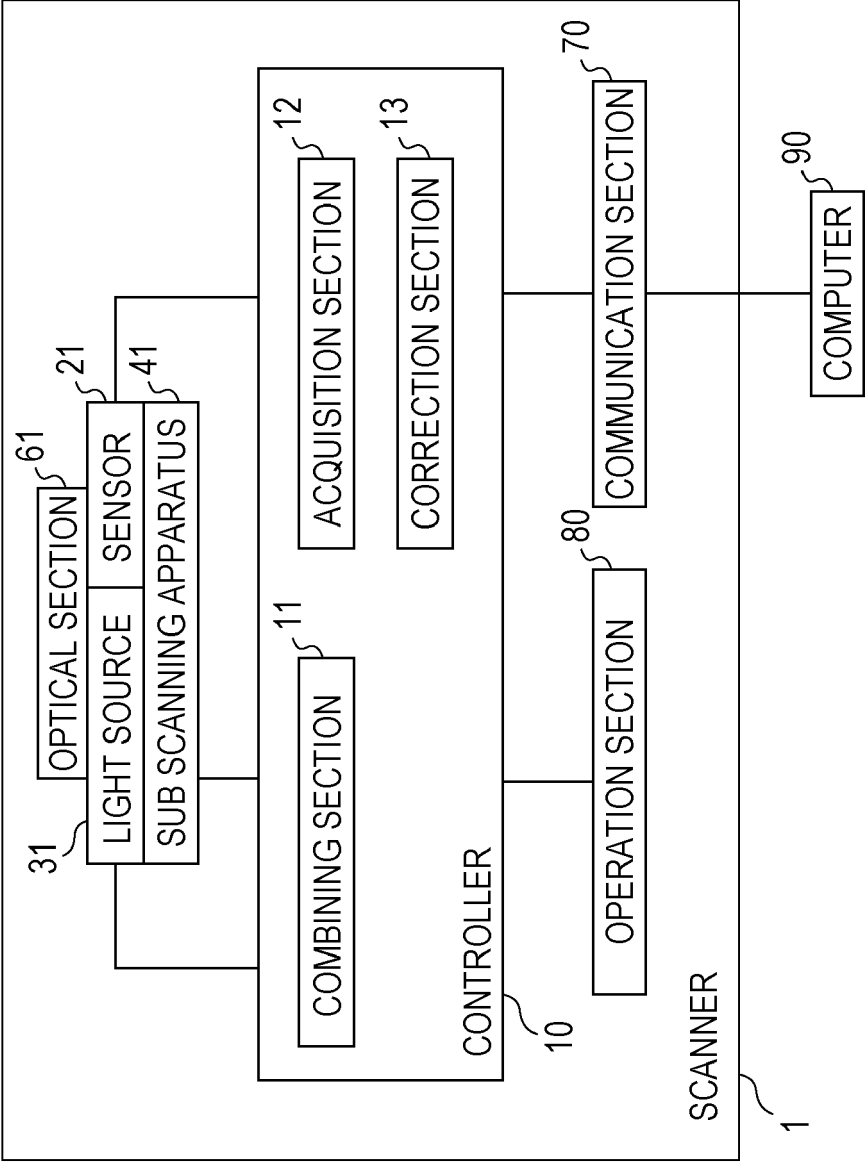 61
OPTICAL SECTION
31
21
LIGHT SOURCE
SENSOR
41
SUB SCANNING APPARATUS
11
COMBINING SECTION
12
ACQUISITION SECTION
13
CORRECTION SECTION
CONTROLLER
10
80
OPERATION SECTION
70
COMMUNICATION SECTION
SCANNER
1
90
COMPUTER